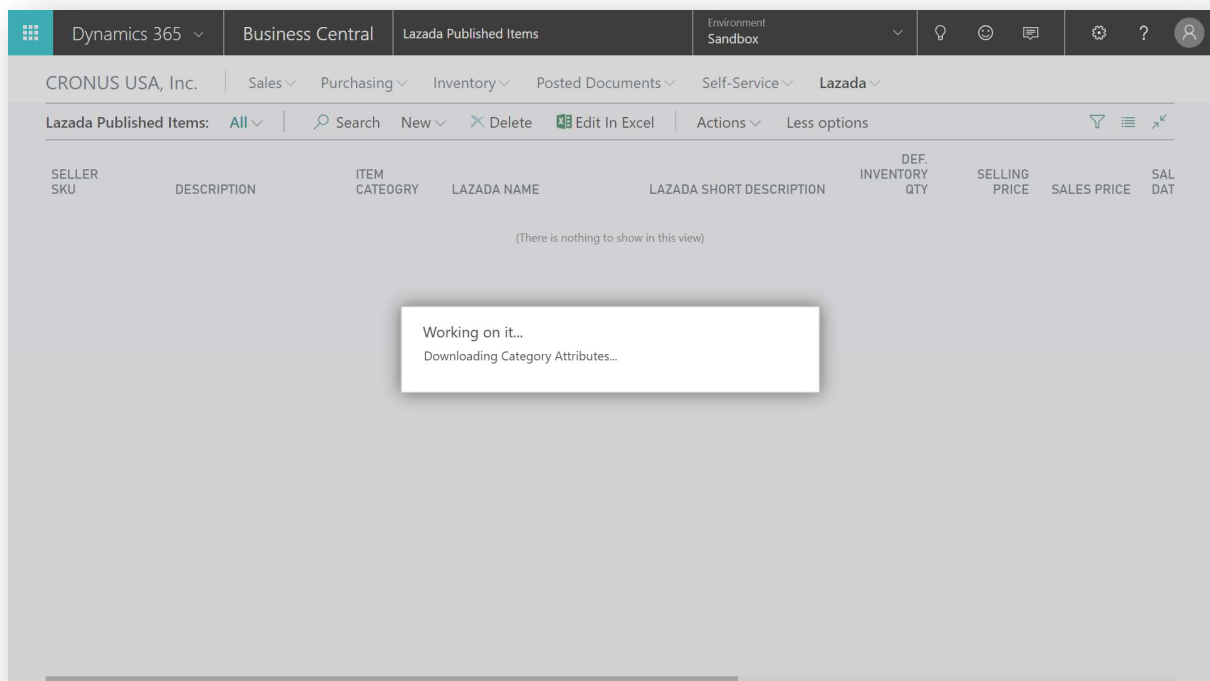 Dynamics 365 Business Central Lazada Published Items Environment
Sandbox ?
CRONUS USA, Inc. Sales Purchasing Inventory Posted Documents Self-Service Lazada
Lazada Published Items: All Search New Delete Edit In Excel Actions Less options
SELLER
SKU
DESCRIPTION
ITEM
CATEOGRY
LAZADA NAME
LAZADA SHORT DESCRIPTION
DEF.
INVENTORY
QTY
SELLING
PRICE
SALES PRICE
SAL
DAT
(There is nothing to show in this view)
Working on it...
Downloading Category Attributes...